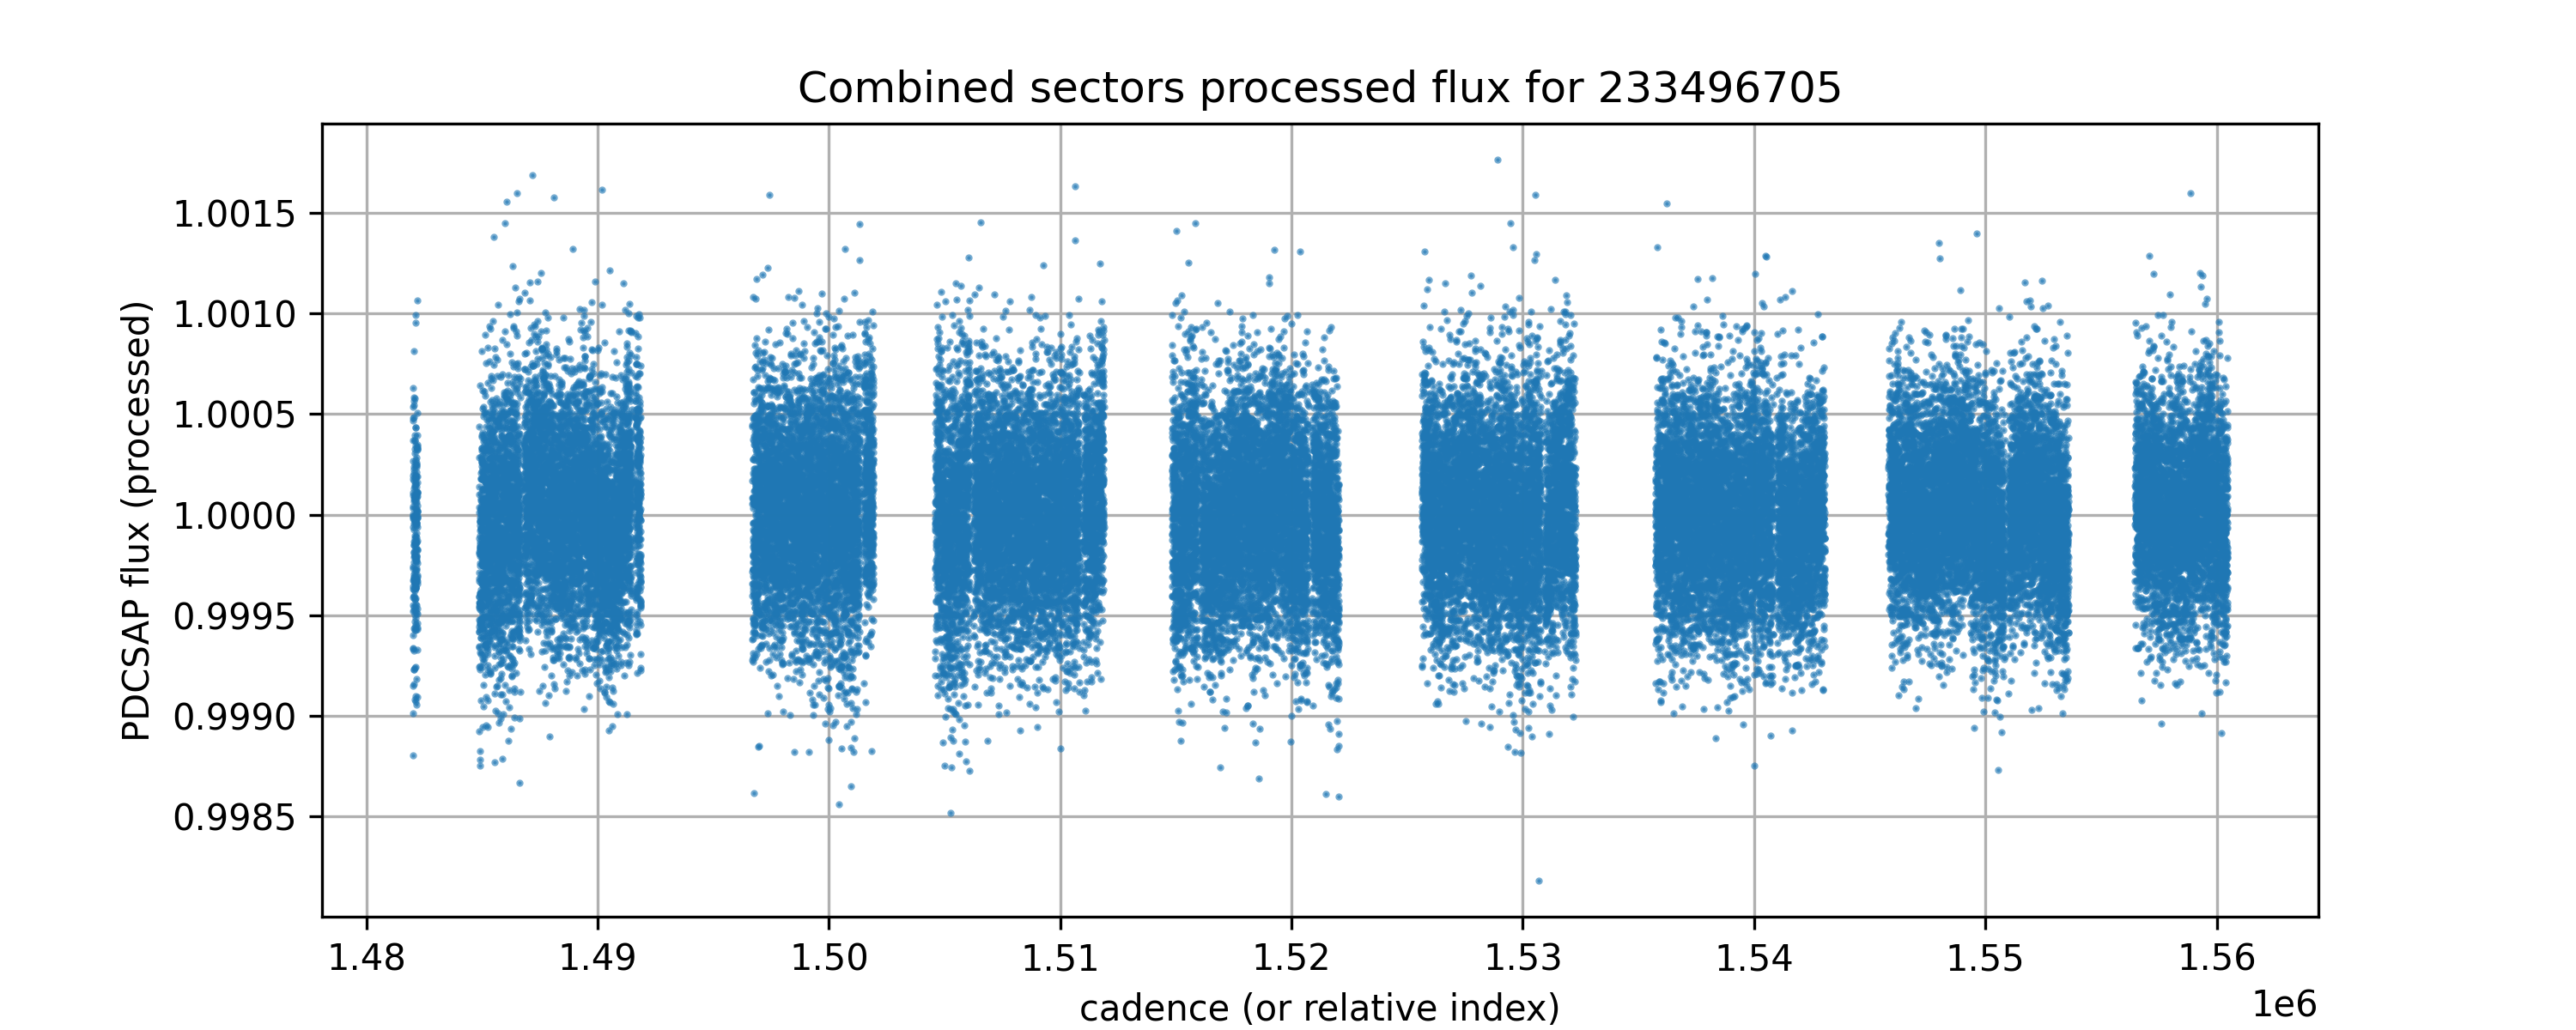 Combined sectors processed flux for 233496705
PDCSAP flux (processed)
1.0015
1.0010
1.0005
1.0000
0.9995
0.9990
0.9985
1.48 1.49 1.50 1.51 1.52 1.53 1.54 1.55 1.56
1e6
cadence (or relative index)